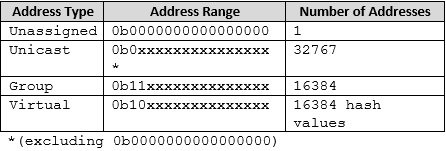 Address Type Address Range Number of Addresses
Unassigned 0b0000000000000000 1
Unicast 0b0xxxxxxxxxxxxxxx 32767
*
Group 0b11xxxxxxxxxxxxxx 16384
Virtual 0b10xxxxxxxxxxxxxx 16384 hash
values
*(excluding 0b0000000000000000)